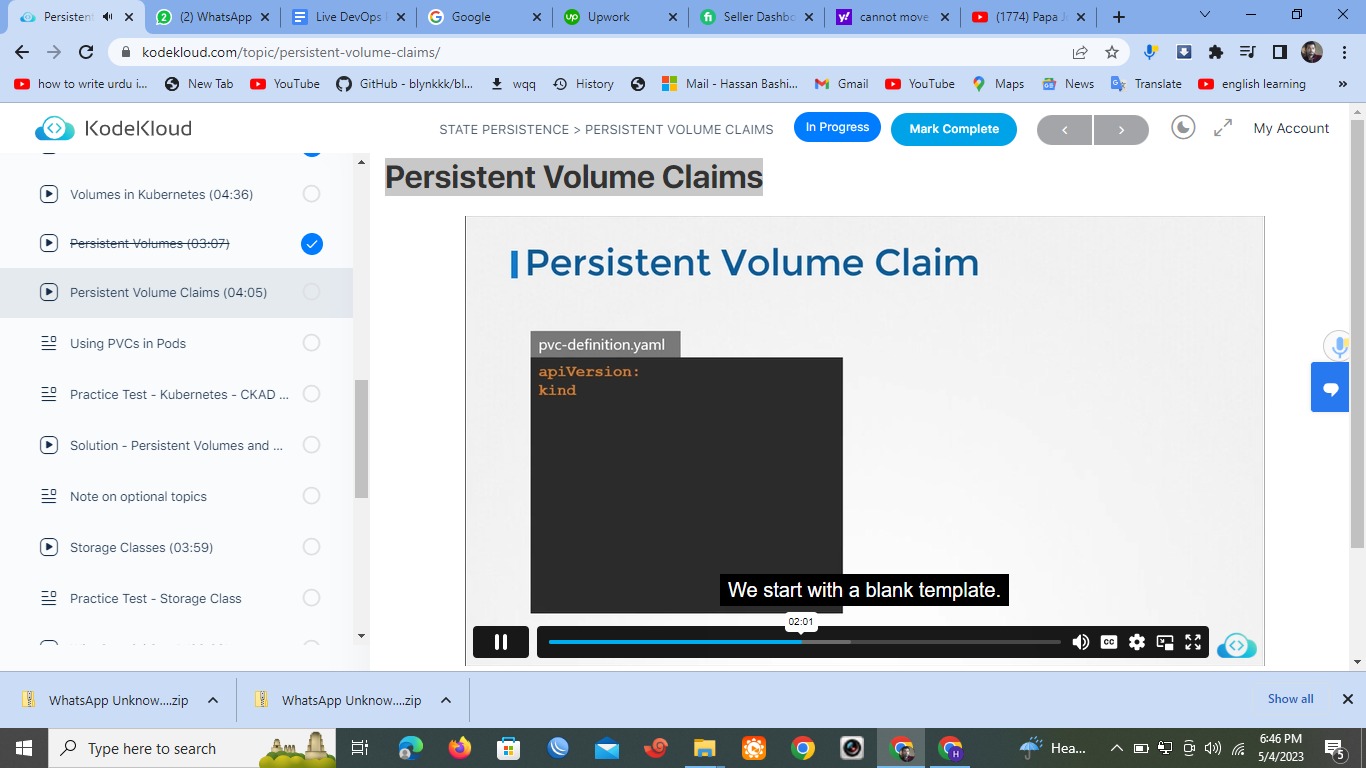 Persistent
(2) WhatsApp
Live DevOps
Google
Upwork
Seller Dashbo
cannot move
(1774) Papa J
kodekloud.com/topic/persistent-volume-claims/
how to write urdu i...
New Tab
YouTube
GitHub - blynkkk/bl...
wqq
History
Mail - Hassan Bashi...
Gmail
YouTube
Maps
News
Translate
english learning
»
KodeKloud
STATE PERSISTENCE > PERSISTENT VOLUME CLAIMS
In Progress
Mark Complete
My Account
Volumes in Kubernetes (04:36)
Persistent Volumes (03:07)
Persistent Volume Claims (04:05)
Using PVCs in Pods
Practice Test - Kubernetes - CKAD ...
Solution - Persistent Volumes and ...
Note on optional topics
Storage Classes (03:59)
Practice Test - Storage Class
Persistent Volume Claims
Persistent Volume Claim
pvc-definition.yaml
apiVersion:
kind
We start with a blank template.
02:01
CC
WhatsApp Unknow....zip
WhatsApp Unknow....zip
Show all
Type here to search
Hea...
6:46 PM
5/4/2023
5